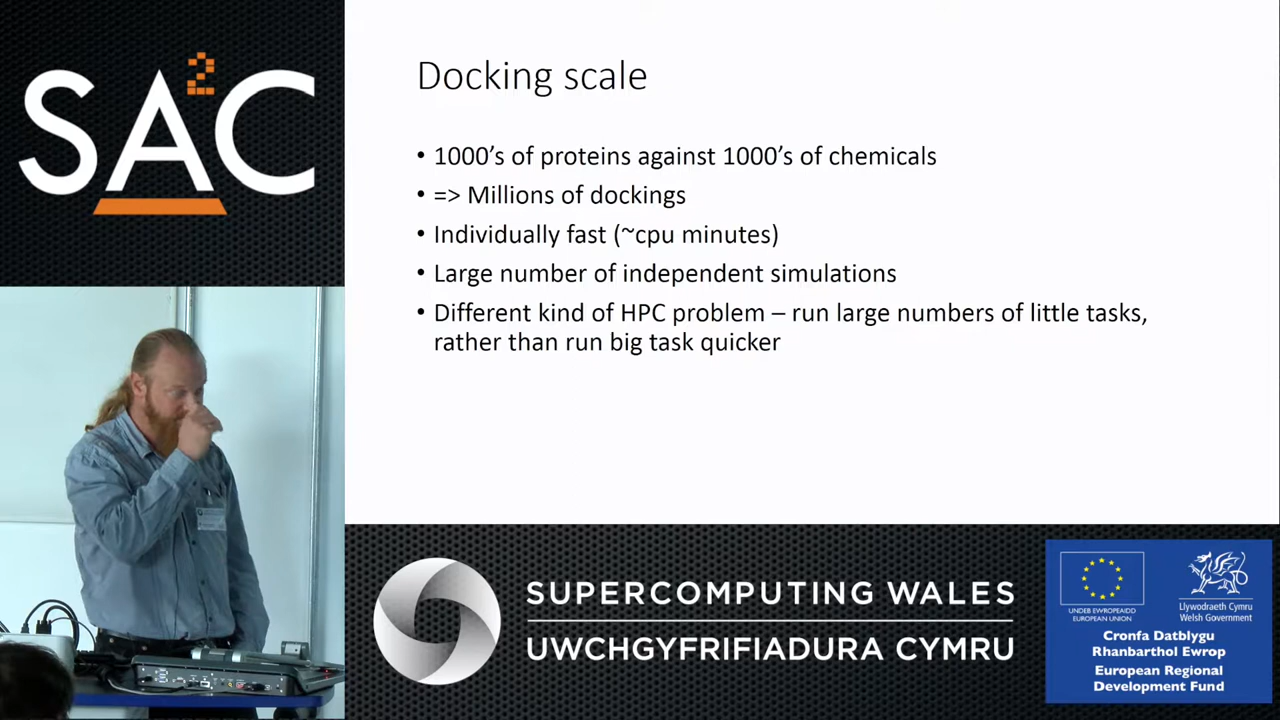 SA²C
Docking scale
• 1000's of proteins against 1000's of chemicals
• => Millions of dockings
• Individually fast (~cpu minutes)
• Large number of independent simulations
• Different kind of HPC problem – run large numbers of little tasks,
rather than run big task quicker
SUPERCOMPUTING WALES
UWCHGYFRIFIADURA CYMRU
UNDEB EWROPEAIDD
EUROPEAN UNION
Llywodraeth Cymru
Welsh Government
Cronfa Datblygu
Rhanbarthol Ewrop
European Regional
Development Fund